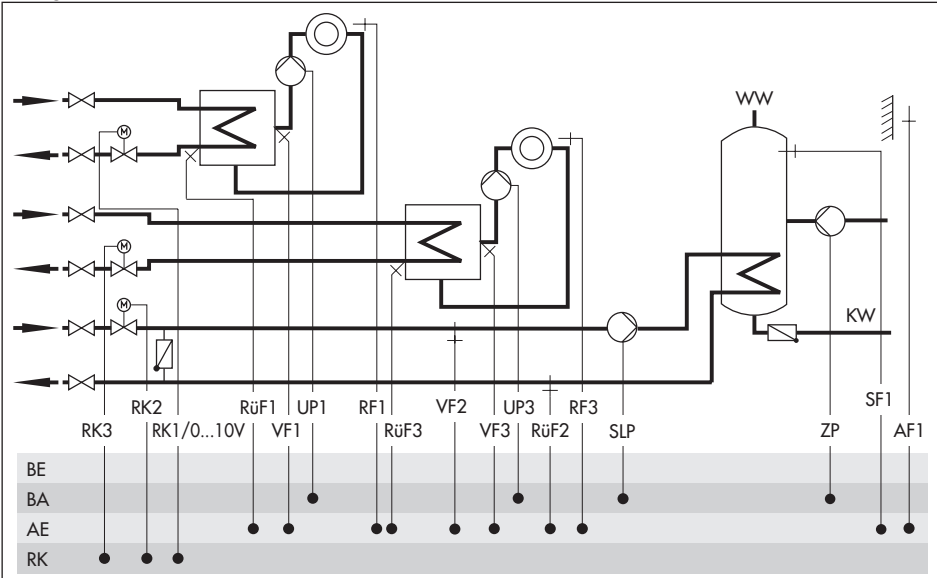 M
WW
M
M
KW
RK2 RüF1 UP1 RF1 VF2 UP3 RF3 SF1
RK3 RK1/0...10V VF1 RüF3 VF3 RüF2 SLP ZP AF1
BE
BA
AE
RK